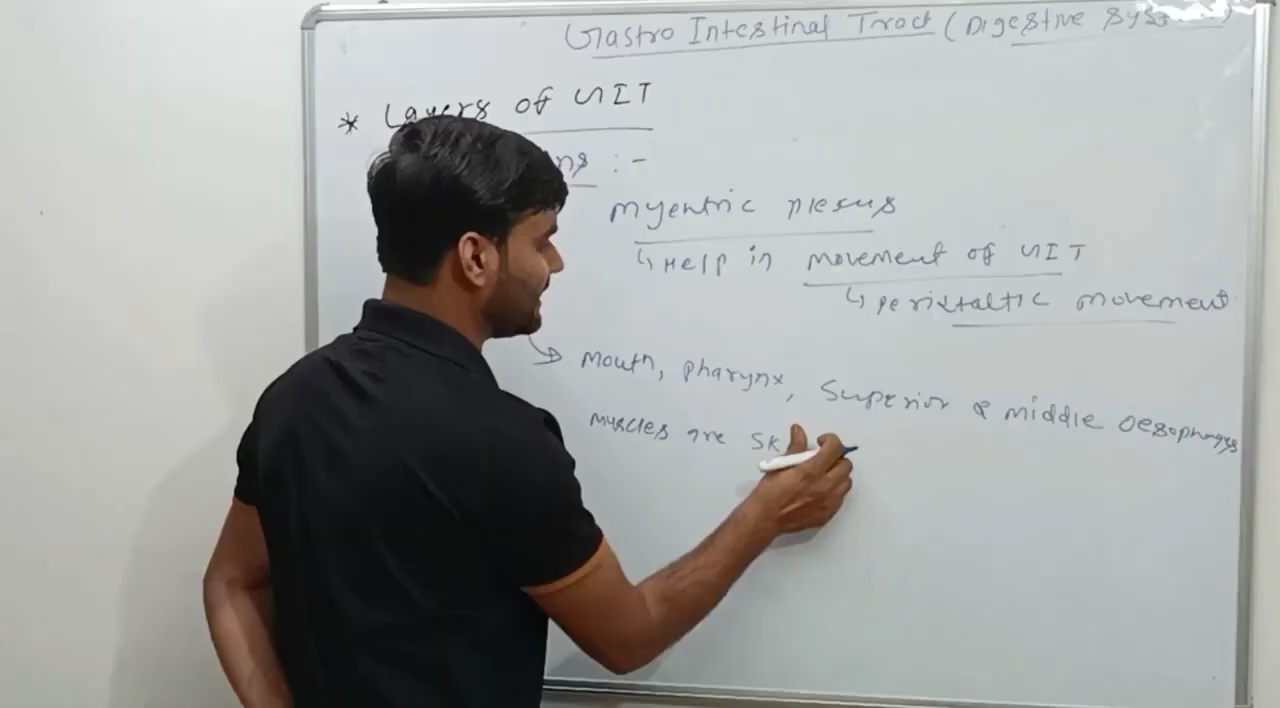 Gastro Intestinal Tract (Digestive Syst
* Layers of GIT
ns :-
Myentric Plexus
↳ Help in movement of GIT
↳ peristaltic movement
→ Mouth, pharynx, Superior & middle oesophagus
Muscles are Sk